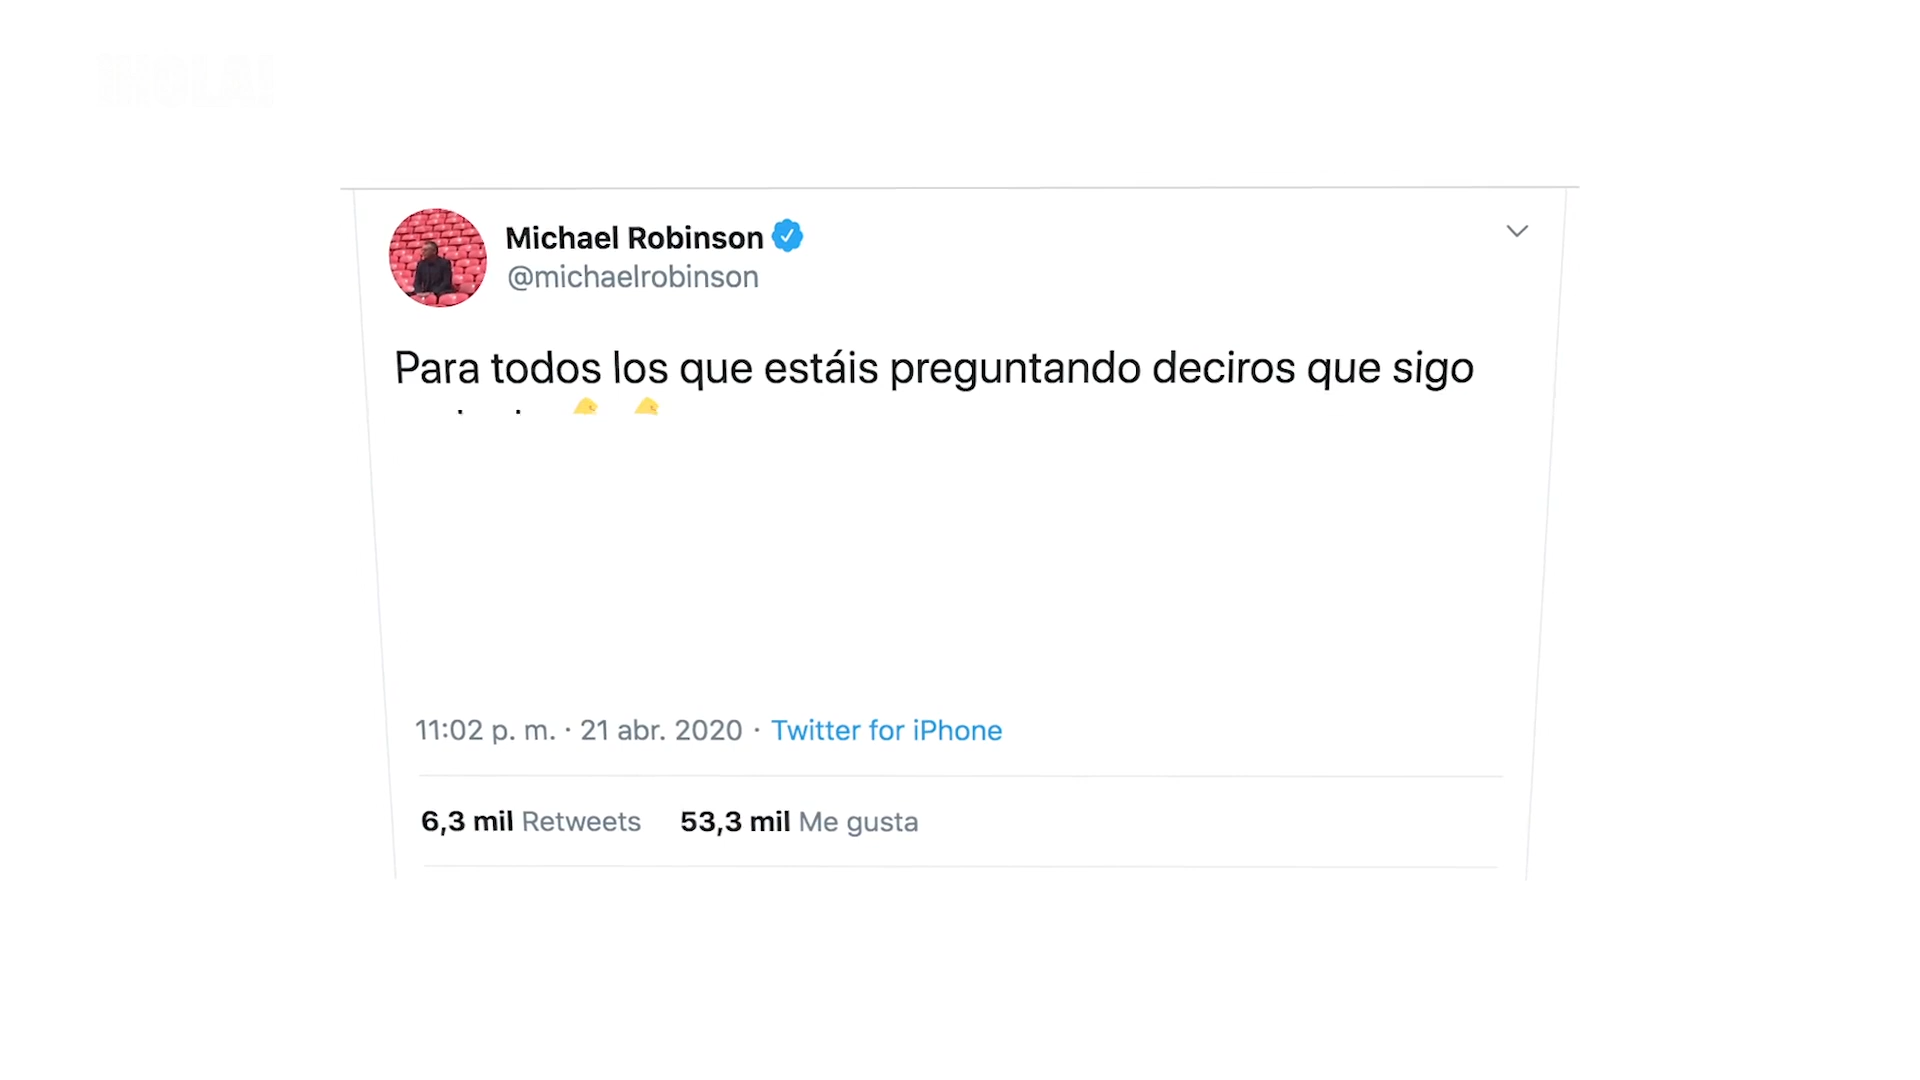 Michael Robinson
@michaelrobinson
Para todos los que estáis preguntando deciros que sigo
11:02 p. m. · 21 abr. 2020 · Twitter for iPhone
6,3 mil Retweets 53,3 mil Me gusta